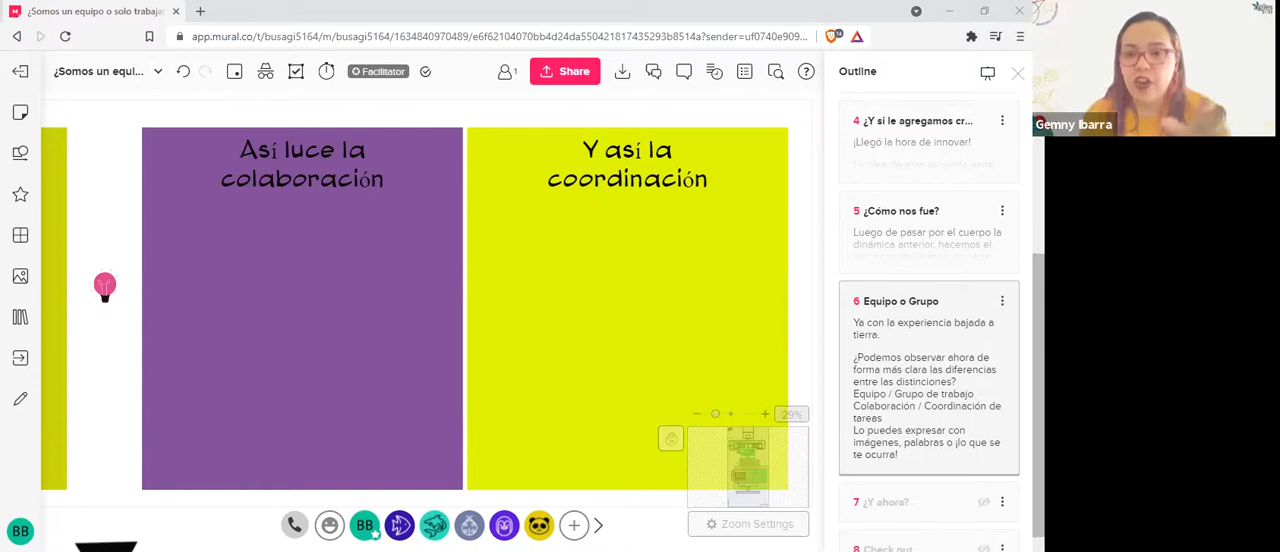 ¿Somos un equipo o solo trabaja
app.mural.co/t/busagi5164/m/busagi5164/1634840970489/e6f62104070bb4d24da550421817435293b8514a?sender=uf0740e909...
14
¿Somos un equi...
Facilitator
1
Share
Outline
Gemny Ibarra
Así luce la
colaboración
Y así la
coordinación
4 ¿Y si le agregamos cr...
¡Llegó la hora de innovar!
5 ¿Cómo nos fue?
Luego de pasar por el cuerpo la
dinámica anterior, hacemos el
6 Equipo o Grupo
Ya con la experiencia bajada a
tierra.
¿Podemos observar ahora de
forma más clara las diferencias
entre las distinciones?
Equipo / Grupo de trabajo
Colaboración / Coordinación de
tareas
Lo puedes expresar con
imágenes, palabras o ¡lo que se
te ocurra!
7 ¿Y ahora?
8 Check out
29%
Zoom Settings
BB
BB